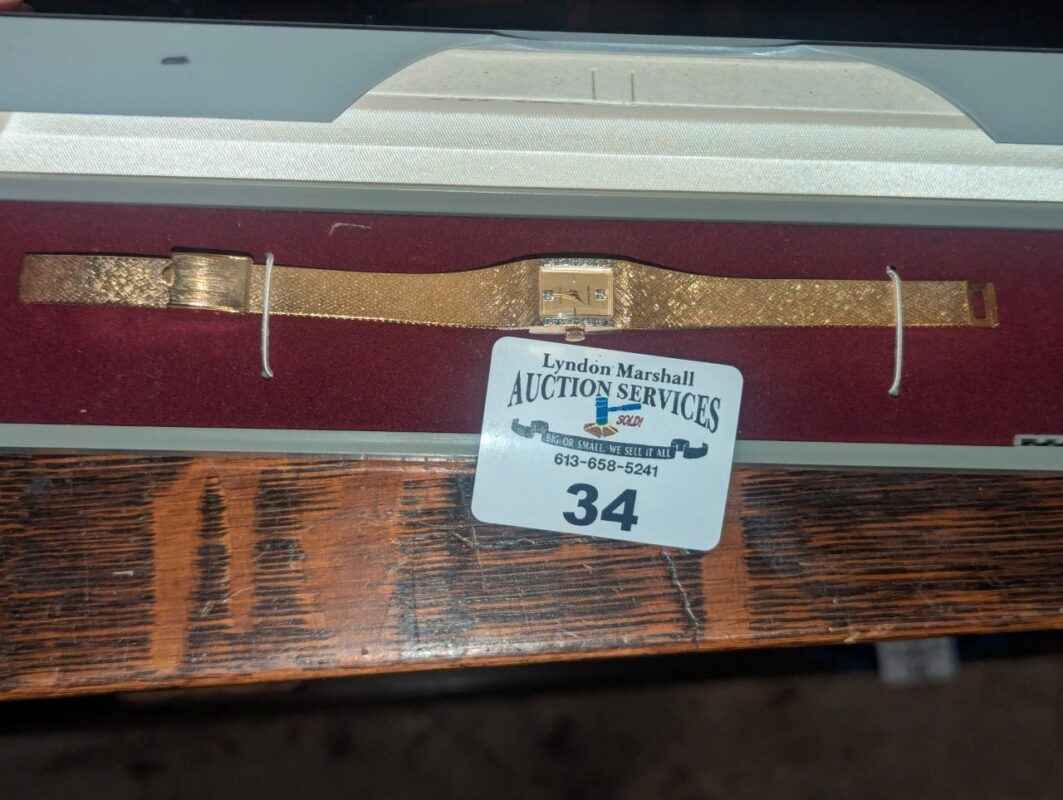 Lyndon Marshall
AUCTION SERVICES
SOLD!
BIG OR SMALL, WE SELL IT ALL
613-658-5241
34